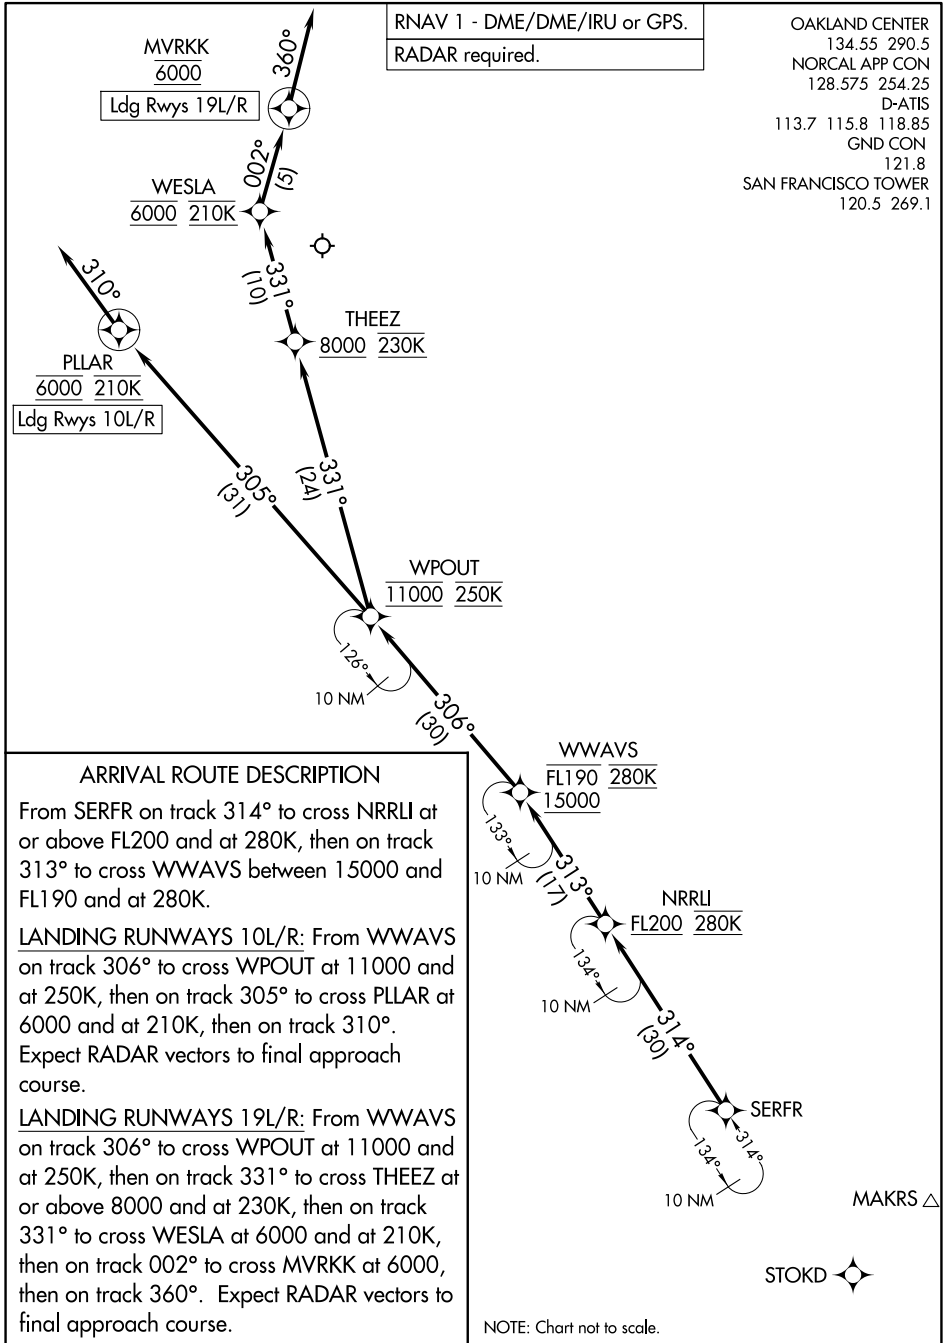 RNAV 1 - DME/DME/IRU or GPS.
RADAR required.
OAKLAND CENTER
134.55 290.5
NORCAL APP CON
128.575 254.25
D-ATIS
113.7 115.8 118.85
GND CON
121.8
SAN FRANCISCO TOWER
120.5 269.1
MVRKK
6000
Ldg Rwys 19L/R
360°
002°
(5)
WESLA
6000 210K
331°
(10)
310°
THEEZ
8000 230K
PLLAR
6000 210K
Ldg Rwys 10L/R
305°
(31)
331°
(24)
WPOUT
11000 250K
126°
10 NM
306°
(30)
WWAVS
FL190 280K
15000
133°
10 NM
313°
(17)
NRRLI
FL200 280K
134°
10 NM
314°
(30)
SERFR
134°
314°
10 NM
MAKRS
STOKD
NOTE: Chart not to scale.
ARRIVAL ROUTE DESCRIPTION
From SERFR on track 314° to cross NRRLI at
or above FL200 and at 280K, then on track
313° to cross WWAVS between 15000 and
FL190 and at 280K.
LANDING RUNWAYS 10L/R: From WWAVS
on track 306° to cross WPOUT at 11000 and
at 250K, then on track 305° to cross PLLAR at
6000 and at 210K, then on track 310°.
Expect RADAR vectors to final approach
course.
LANDING RUNWAYS 19L/R: From WWAVS
on track 306° to cross WPOUT at 11000 and
at 250K, then on track 331° to cross THEEZ at
or above 8000 and at 230K, then on track
331° to cross WESLA at 6000 and at 210K,
then on track 002° to cross MVRKK at 6000,
then on track 360°. Expect RADAR vectors to
final approach course.